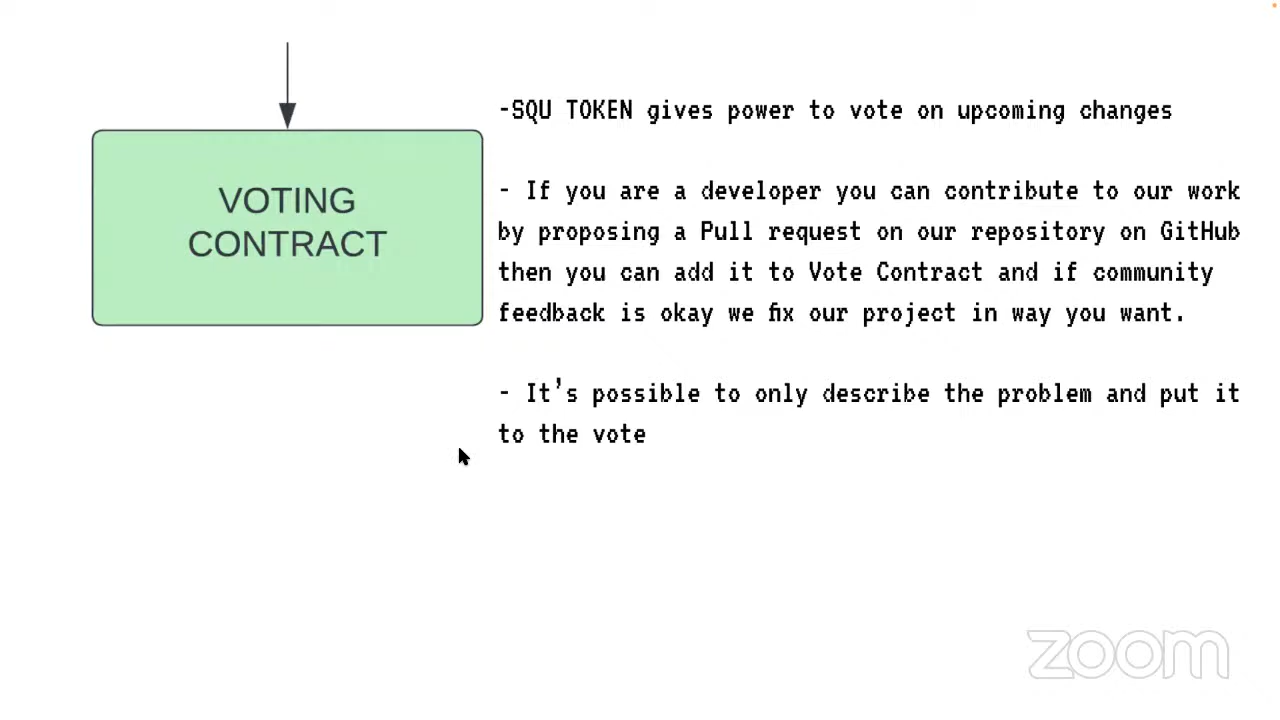 VOTING
CONTRACT
-SQU TOKEN gives power to vote on upcoming changes
- If you are a developer you can contribute to our work
by proposing a Pull request on our repository on GitHub
then you can add it to Vote Contract and if community
feedback is okay we fix our project in way you want.
- It's possible to only describe the problem and put it
to the vote
zoom